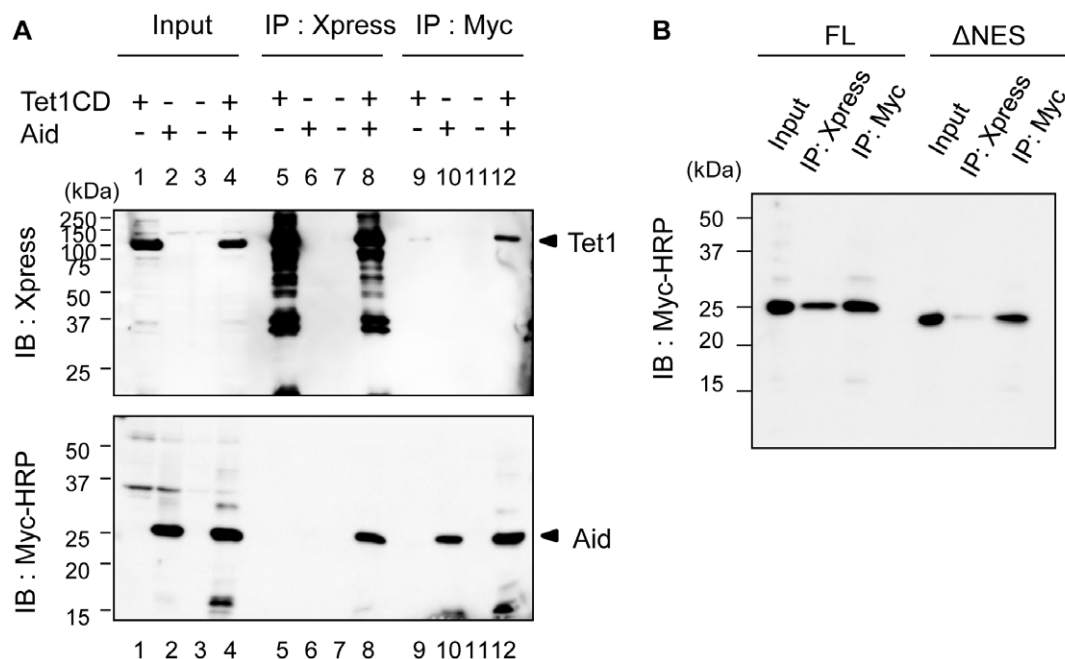 A
Input IP : Xpress IP : Myc
Tet1CD + - - + + - - + + - - +
Aid - + - + - + - + - + - +
1 2 3 4 5 6 7 8 9 10 11 12
(kDa)
250
150
100
75
50
37
25
IB : Xpress
Tet1
50
37
25
20
15
IB : Myc-HRP
Aid
1 2 3 4 5 6 7 8 9 10 11 12
B
FL ΔNES
Input IP: Xpress IP: Myc Input IP: Xpress IP: Myc
(kDa)
50
37
25
20
15
IB : Myc-HRP